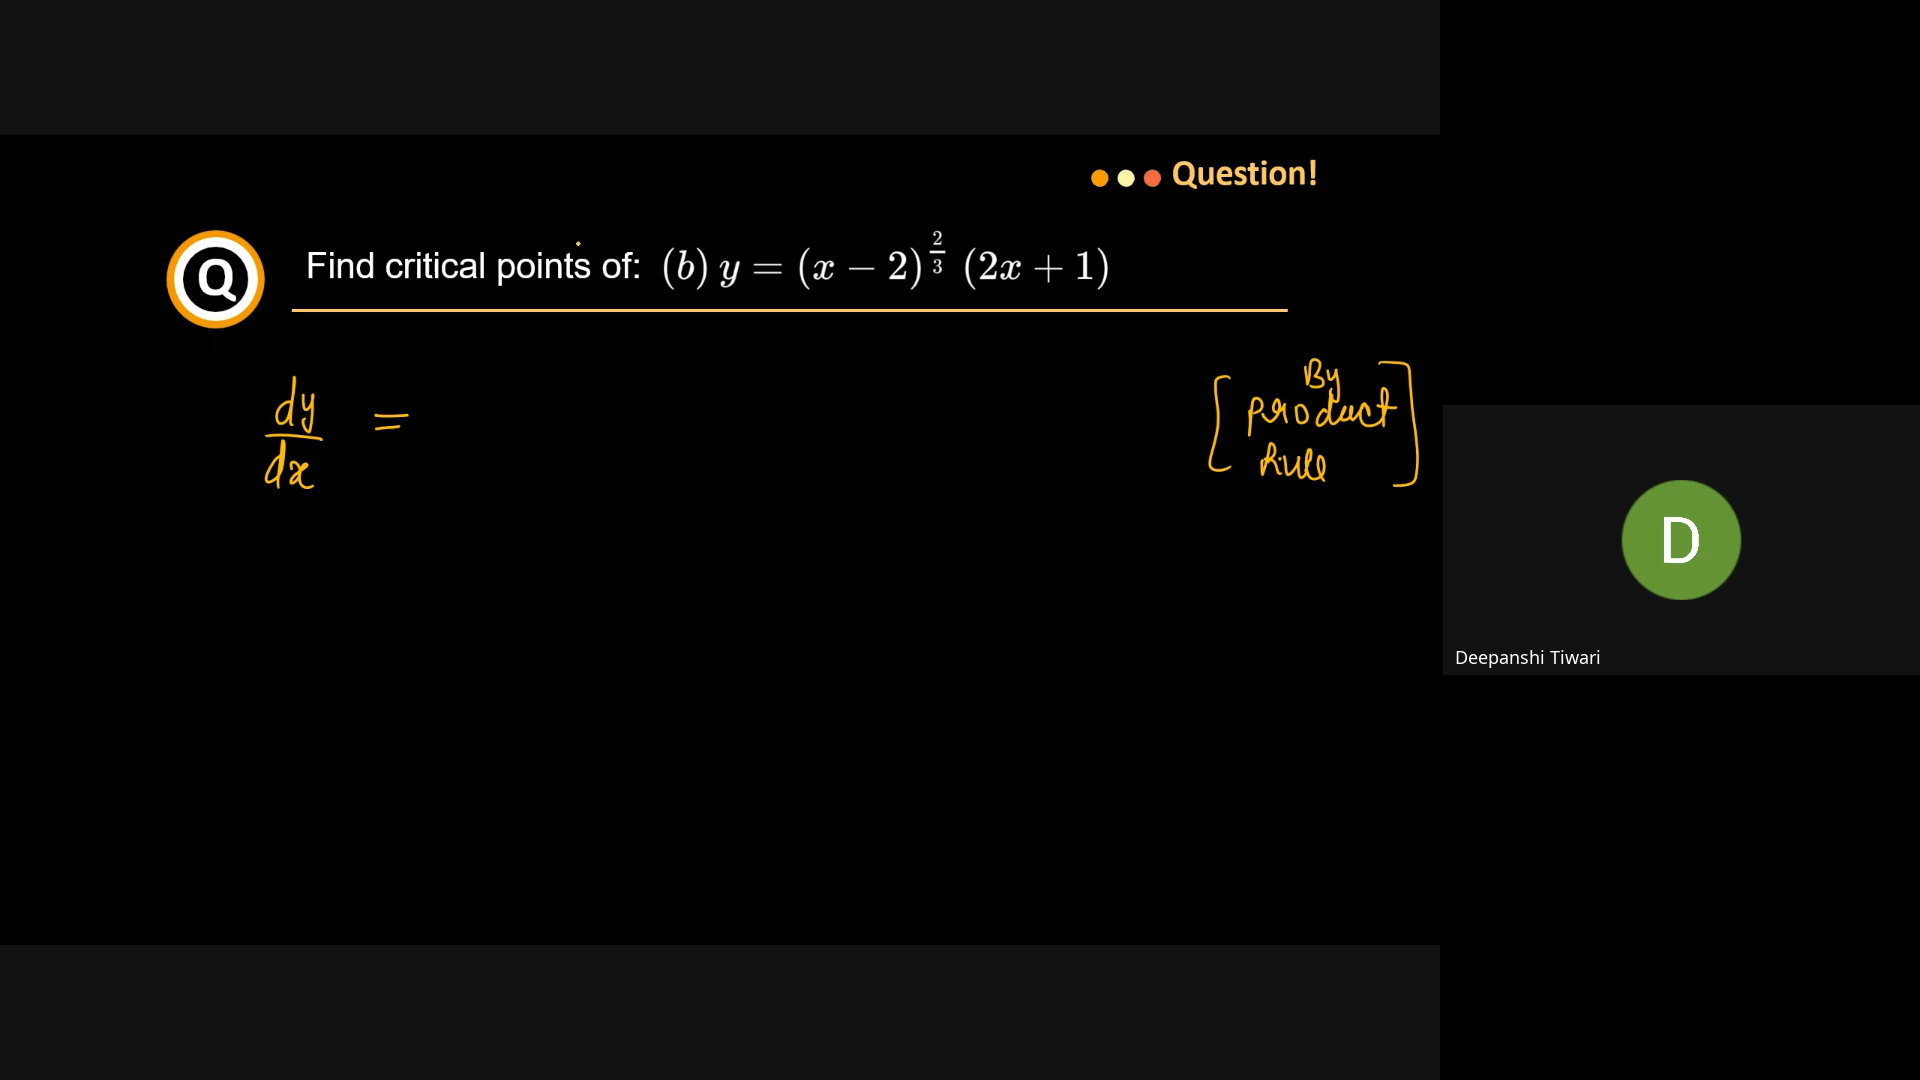 Question!
Q
Find critical points of: (b) y = (x − 2)^{2/3} (2x + 1)
dy/dx =
[By
product
Rule]
D
Deepanshi Tiwari